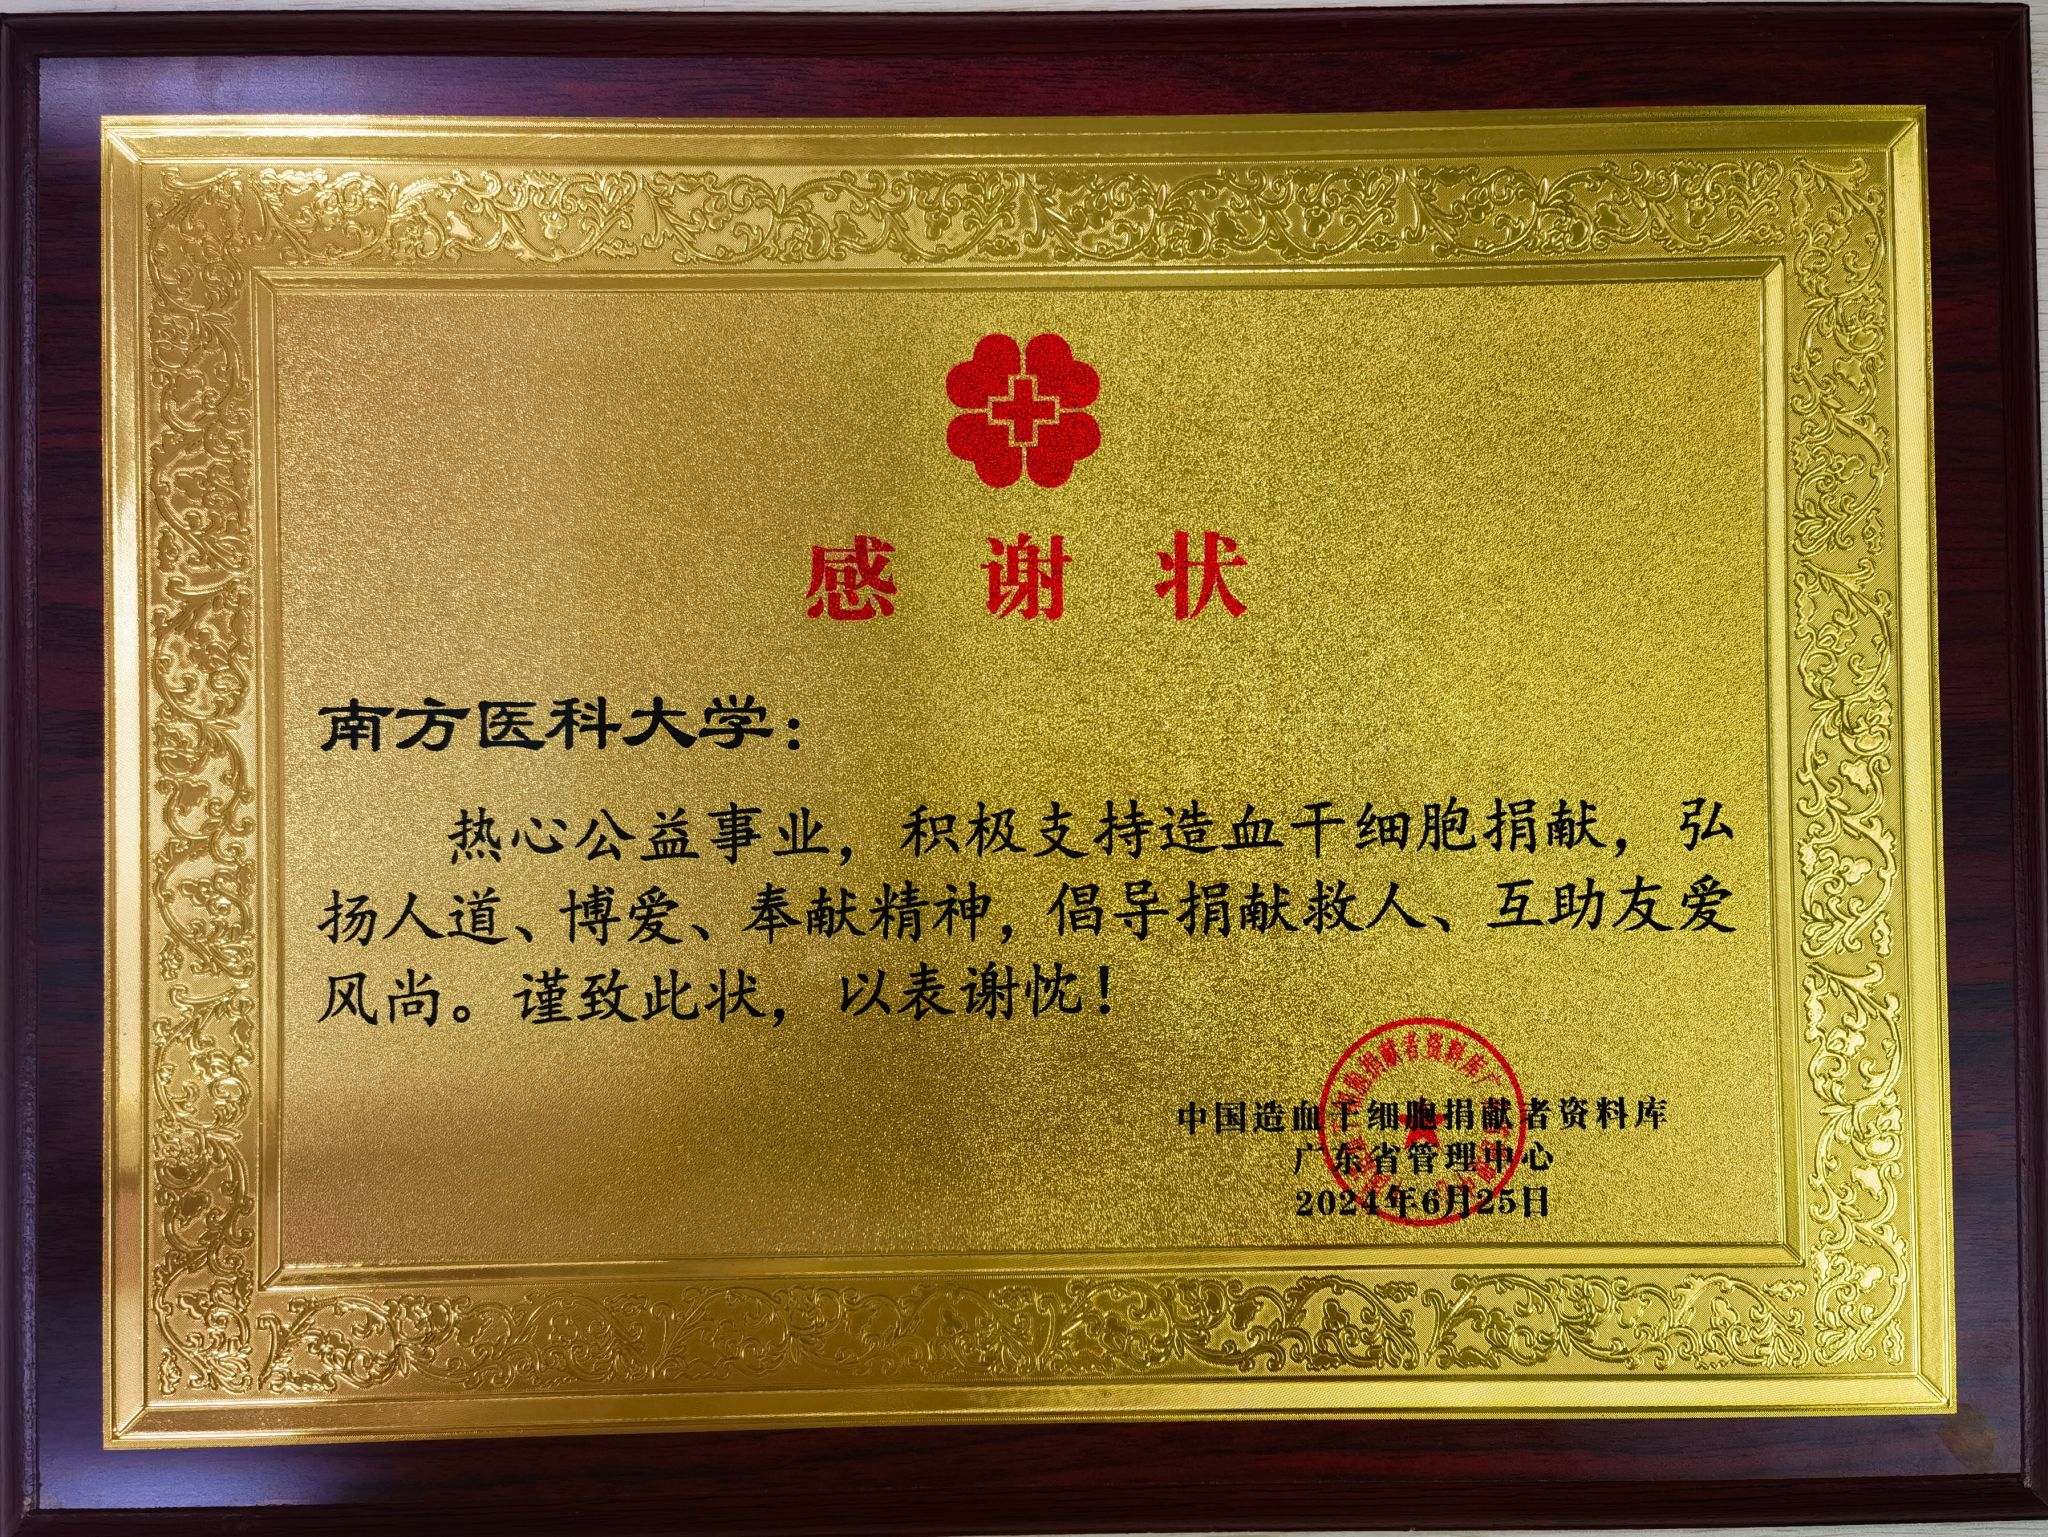 感谢状
南方医科大学：
热心公益事业，积极支持造血干细胞捐献，弘
扬人道、博爱、奉献精神，倡导捐献救人、互助友爱
风尚。谨致此状，以表谢忱！
中国造血干细胞捐献者资料库
广东省管理中心
2024年6月25日